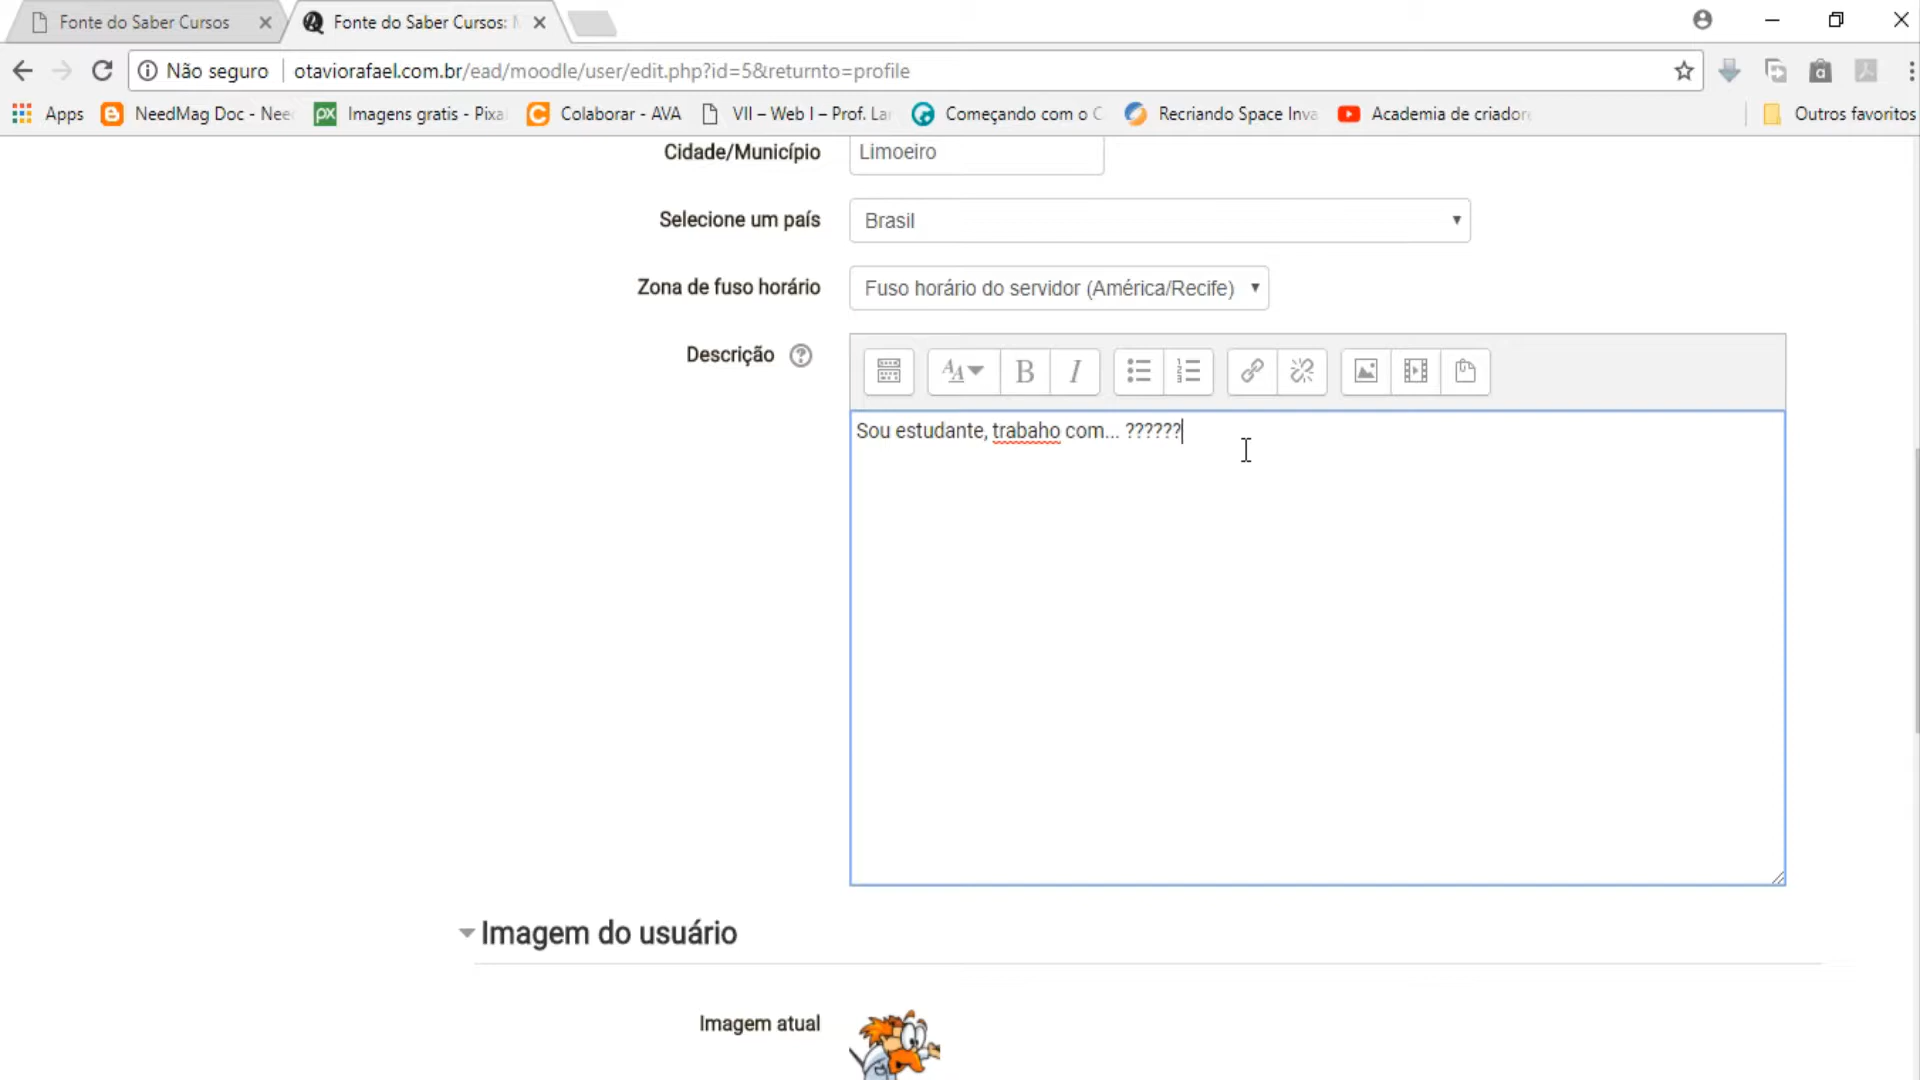 Fonte do Saber Cursos
Fonte do Saber Cursos:
Não seguro
otaviorafael.com.br/ead/moodle/user/edit.php?id=5&returnto=profile
Apps
NeedMag Doc - Nee
Imagens gratis - Pixa
Colaborar - AVA
VII – Web I – Prof. La
Começando com o C
Recriando Space Inva
Academia de criador
Outros favoritos
Cidade/Município
Limoeiro
Selecione um país
Brasil
Zona de fuso horário
Fuso horário do servidor (América/Recife)
Descrição
Sou estudante, trabaho com... ??????
Imagem do usuário
Imagem atual